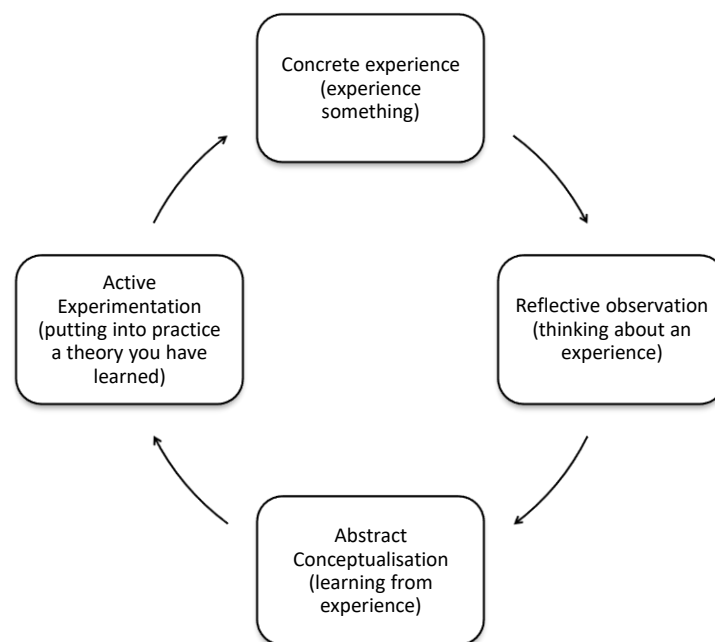 Concrete experience
(experience
something)
Reflective observation
(thinking about an
experience)
Abstract
Conceptualisation
(learning from
experience)
Active
Experimentation
(putting into practice
a theory you have
learned)